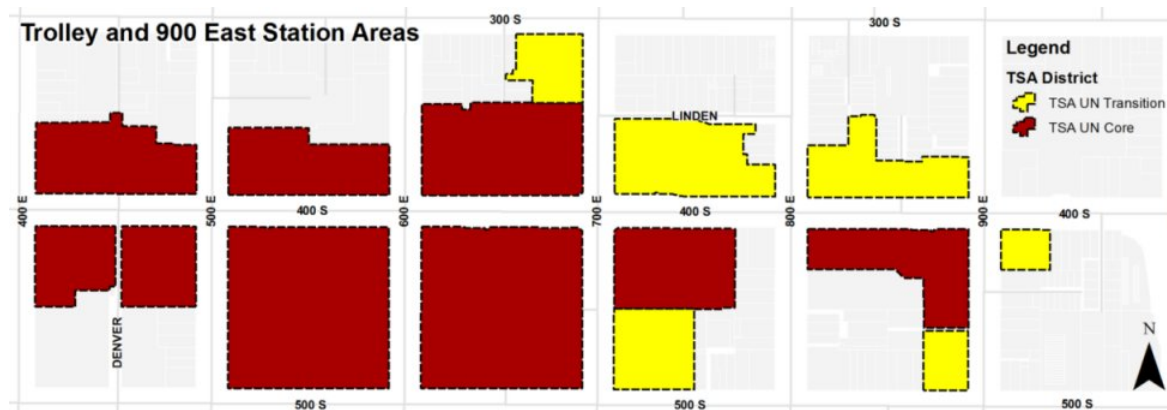 300 S
300 S
Trolley and 900 East Station Areas
Legend
TSA District
TSA UN Transition
TSA UN Core
LINDEN
400 E
500 E
600 E
700 E
800 E
900 E
400 S
400 S
400 S
DENVER
N
500 S
500 S
500 S